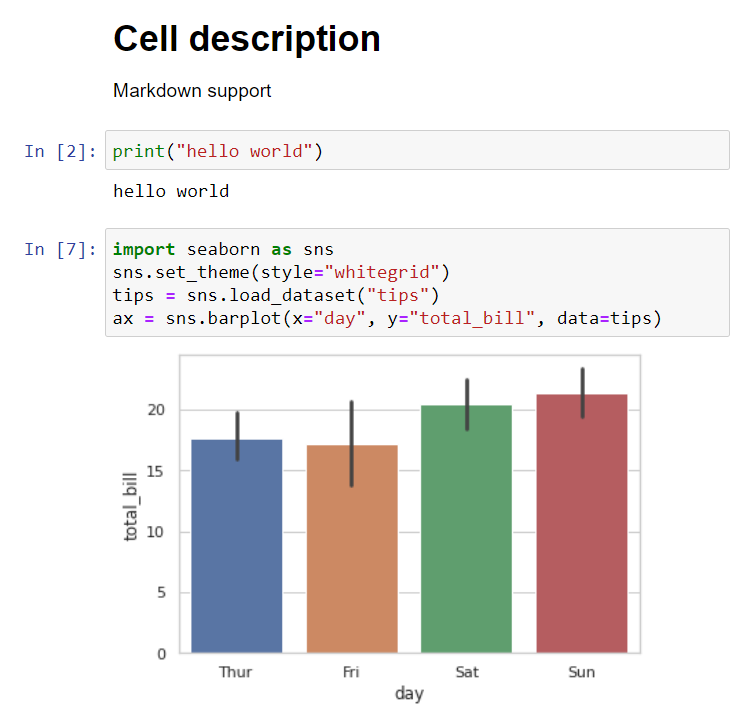 Cell description
Markdown support
In [2]: print("hello world")
hello world
In [7]: import seaborn as sns
sns.set_theme(style="whitegrid")
tips = sns.load_dataset("tips")
ax = sns.barplot(x="day", y="total_bill", data=tips)
20
15
10
5
0
total_bill
Thur Fri Sat Sun
day